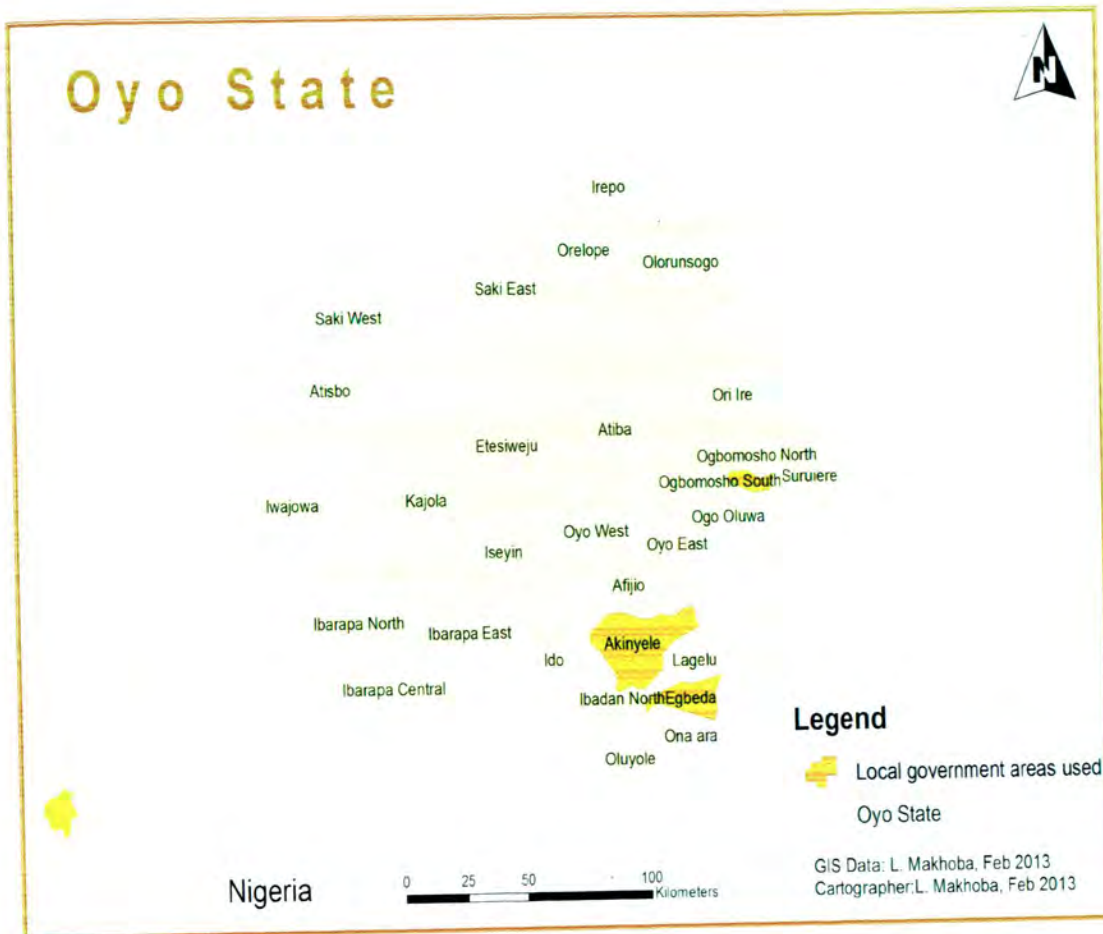 Oyo State
N
Irepo
Orelope
Olorunsogo
Saki East
Saki West
Atisbo
Ori Ire
Atiba
Etesiweju
Ogbomosho North
Ogbomosho South
Surulere
Iwajowa
Kajola
Ogo Oluwa
Oyo West
Oyo East
Iseyin
Afijio
Ibarapa North
Ibarapa East
Akinyele
Ido
Lagelu
Ibarapa Central
Ibadan North
Egbeda
Ona ara
Oluyole
Legend
Local government areas used
Oyo State
GIS Data: L. Makhoba, Feb 2013
Cartographer:L. Makhoba, Feb 2013
Nigeria
0 25 50 100
Kilometers